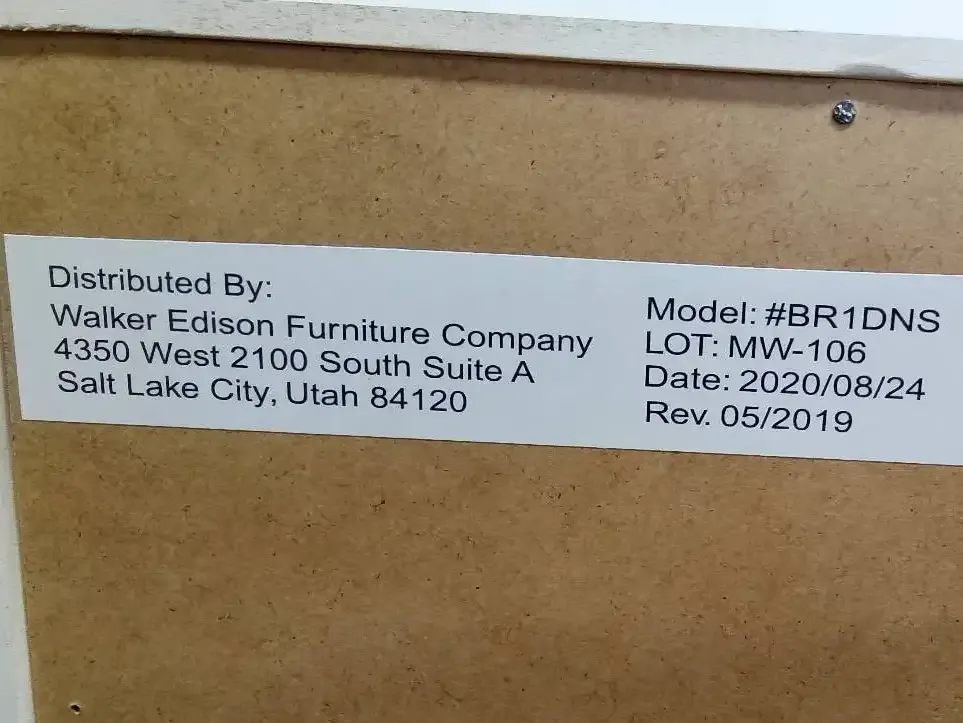 Distributed By:
Walker Edison Furniture Company
4350 West 2100 South Suite A
Salt Lake City, Utah 84120
Model: #BR1DNS
LOT: MW-106
Date: 2020/08/24
Rev. 05/2019